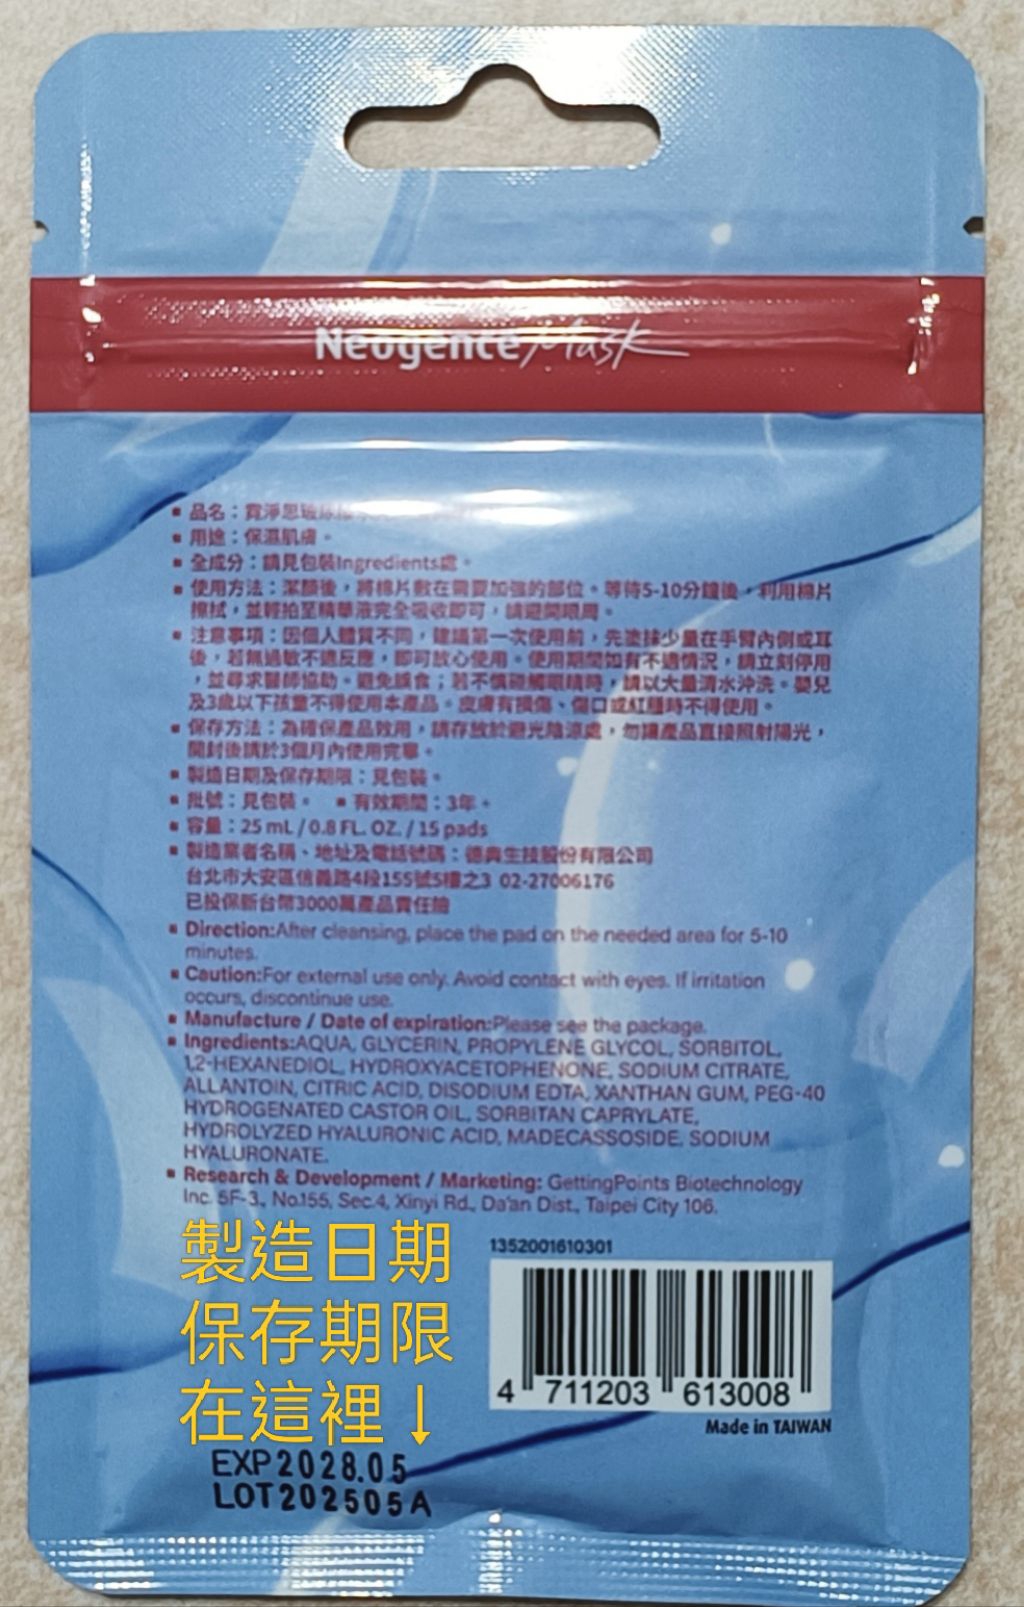 Neogence Mask
▪ 品名：霓淨思玻尿酸
▪ 用途：保濕肌膚。
▪ 全成分：請見包裝Ingredients處。
▪ 使用方法：潔顏後，將棉片敷在需要加強的部位。等待5-10分鐘後，利用棉片
擦拭，並輕拍至精華液完全吸收即可，請避開眼周。
▪ 注意事項：因個人體質不同，建議第一次使用前，先塗抹少量在手臂內側或耳
後，若無過敏不適反應，即可放心使用。使用期間如有不適情況，請立刻停用
，並尋求醫師協助。避免誤食；若不慎碰觸眼睛時，請以大量清水沖洗。嬰兒
及3歲以下孩童不得使用本產品。皮膚有損傷、傷口或紅腫時不得使用。
▪ 保存方法：為確保產品效用，請存放於避光陰涼處，勿讓產品直接照射陽光，
開封後請於3個月內使用完畢。
▪ 製造日期及保存期限：見包裝。
▪ 批號：見包裝。 ▪ 有效期間：3年。
▪ 容量：25 mL / 0.8 FL. OZ. / 15 pads
▪ 製造業者名稱、地址及電話號碼：德典生技股份有限公司
台北市大安區信義路4段155號5樓之3 02-27006176
已投保新台幣3000萬產品責任險
▪ Direction:After cleansing, place the pad on the needed area for 5-10
minutes.
▪ Caution:For external use only. Avoid contact with eyes. If irritation
occurs, discontinue use.
▪ Manufacture / Date of expiration:Please see the package.
▪ Ingredients:AQUA, GLYCERIN, PROPYLENE GLYCOL, SORBITOL,
1,2-HEXANEDIOL, HYDROXYACETOPHENONE, SODIUM CITRATE,
ALLANTOIN, CITRIC ACID, DISODIUM EDTA, XANTHAN GUM, PEG-40
HYDROGENATED CASTOR OIL, SORBITAN CAPRYLATE,
HYDROLYZED HYALURONIC ACID, MADECASSOSIDE, SODIUM
HYALURONATE.
▪ Research & Development / Marketing: GettingPoints Biotechnology
Inc. 5F-3., No.155, Sec.4, Xinyi Rd., Da'an Dist., Taipei City 106.
1352001610301
製造日期
保存期限
在這裡↓
4 711203 613008
Made in TAIWAN
EXP 2028.05
LOT 202505A